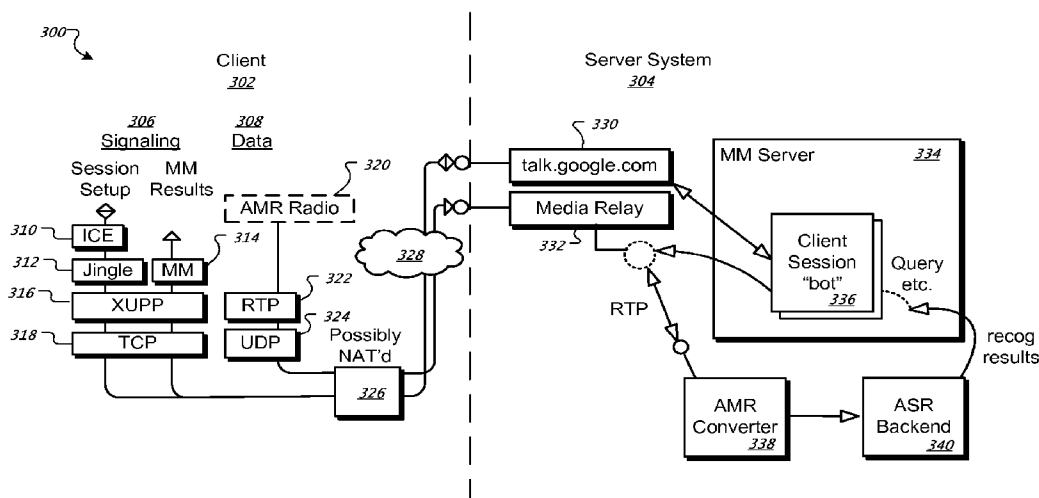 300
Client
302
Server System
304
306
Signaling
308
Data
Session
Setup
MM
Results
320
AMR Radio
310
ICE
312
Jingle
MM
314
316
XUPP
318
TCP
RTP
322
UDP
324
Possibly
NAT'd
326
328
330
talk.google.com
Media Relay
332
MM Server
334
Client
Session
"bot"
336
Query
etc.
RTP
recog
results
AMR
Converter
338
ASR
Backend
340